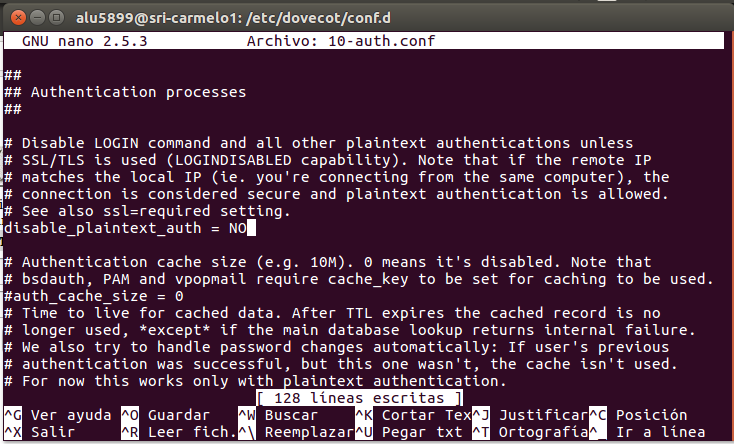 alu5899@sri-carmelo1: /etc/dovecot/conf.d
GNU nano 2.5.3 Archivo: 10-auth.conf
##
## Authentication processes
##
# Disable LOGIN command and all other plaintext authentications unless
# SSL/TLS is used (LOGINDISABLED capability). Note that if the remote IP
# matches the local IP (ie. you're connecting from the same computer), the
# connection is considered secure and plaintext authentication is allowed.
# See also ssl=required setting.
disable_plaintext_auth = NO
# Authentication cache size (e.g. 10M). 0 means it's disabled. Note that
# bsdauth, PAM and vpopmail require cache_key to be set for caching to be used.
#auth_cache_size = 0
# Time to live for cached data. After TTL expires the cached record is no
# longer used, *except* if the main database lookup returns internal failure.
# We also try to handle password changes automatically: If user's previous
# authentication was successful, but this one wasn't, the cache isn't used.
# For now this works only with plaintext authentication.
[ 128 líneas escritas ]
^G Ver ayuda ^O Guardar ^W Buscar ^K Cortar Tex^J Justificar^C Posición
^X Salir ^R Leer fich.^\ Reemplazar^U Pegar txt ^T Ortografía^_ Ir a línea